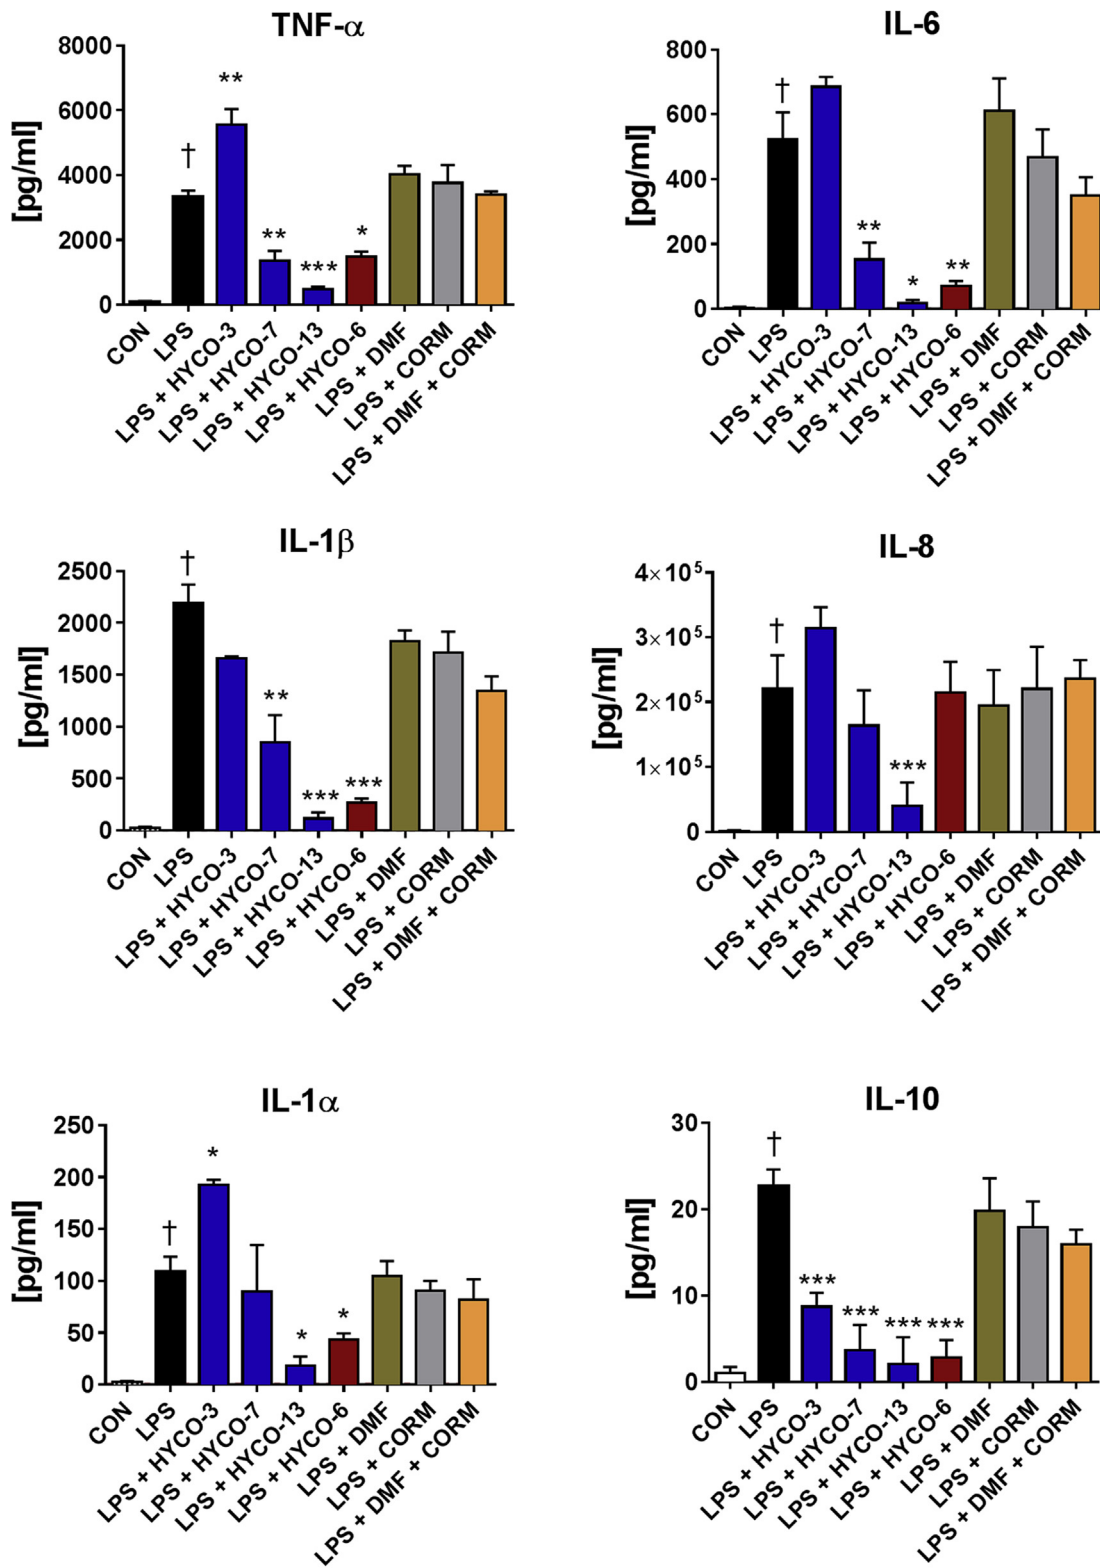 TNF-α
[pg/ml]
8000
6000
4000
2000
0
†
**
**
***
*
CON
LPS
LPS + HYCO-3
LPS + HYCO-7
LPS + HYCO-13
LPS + HYCO-6
LPS + DMF
LPS + CORM
LPS + DMF + CORM
IL-6
[pg/ml]
800
600
400
200
0
†
**
*
**
CON
LPS
LPS + HYCO-3
LPS + HYCO-7
LPS + HYCO-13
LPS + HYCO-6
LPS + DMF
LPS + CORM
LPS + DMF + CORM
IL-1β
[pg/ml]
2500
2000
1500
1000
500
0
†
**
***
***
CON
LPS
LPS + HYCO-3
LPS + HYCO-7
LPS + HYCO-13
LPS + HYCO-6
LPS + DMF
LPS + CORM
LPS + DMF + CORM
IL-8
[pg/ml]
4×10⁵
3×10⁵
2×10⁵
1×10⁵
0
†
***
CON
LPS
LPS + HYCO-3
LPS + HYCO-7
LPS + HYCO-13
LPS + HYCO-6
LPS + DMF
LPS + CORM
LPS + DMF + CORM
IL-1α
[pg/ml]
250
200
150
100
50
0
†
*
*
*
CON
LPS
LPS + HYCO-3
LPS + HYCO-7
LPS + HYCO-13
LPS + HYCO-6
LPS + DMF
LPS + CORM
LPS + DMF + CORM
IL-10
[pg/ml]
30
20
10
0
†
***
***
***
***
CON
LPS
LPS + HYCO-3
LPS + HYCO-7
LPS + HYCO-13
LPS + HYCO-6
LPS + DMF
LPS + CORM
LPS + DMF + CORM